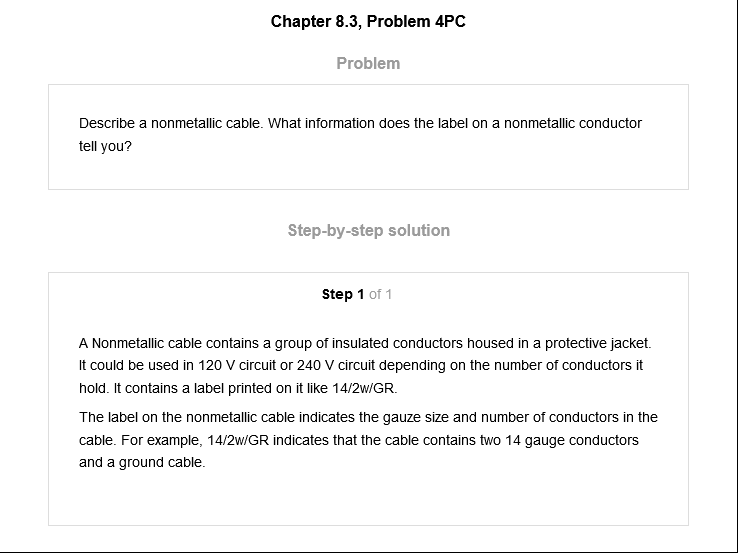 Chapter 8.3, Problem 4PC
Problem
Describe a nonmetallic cable. What information does the label on a nonmetallic conductor
tell you?
Step-by-step solution
Step 1 of 1
A Nonmetallic cable contains a group of insulated conductors housed in a protective jacket.
It could be used in 120 V circuit or 240 V circuit depending on the number of conductors it
hold. It contains a label printed on it like 14/2w/GR.
The label on the nonmetallic cable indicates the gauze size and number of conductors in the
cable. For example, 14/2w/GR indicates that the cable contains two 14 gauge conductors
and a ground cable.